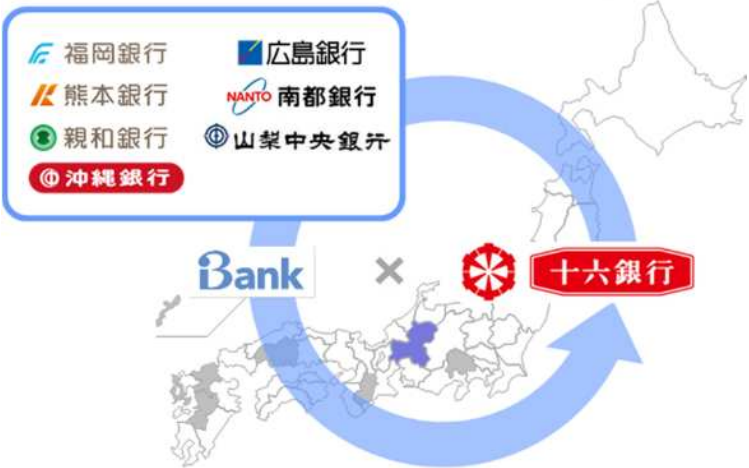 福岡銀行
広島銀行
熊本銀行
NANTO 南都銀行
親和銀行
山梨中央銀行
沖縄銀行
iBank
×
十六銀行